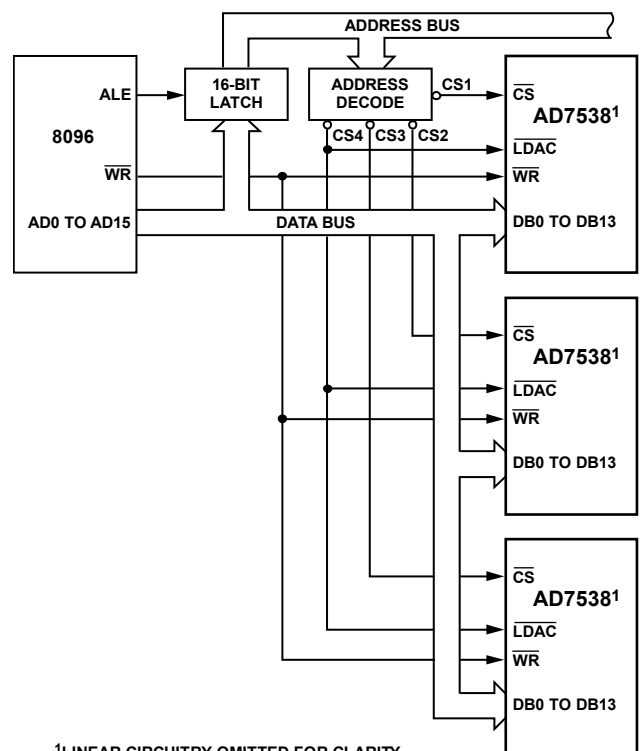 ADDRESS BUS
8096
ALE
WR
AD0 TO AD15
16-BIT
LATCH
ADDRESS
DECODE
CS1
CS4
CS3
CS2
DATA BUS
CS
AD7538¹
LDAC
WR
DB0 TO DB13
CS
AD7538¹
LDAC
WR
DB0 TO DB13
CS
AD7538¹
LDAC
WR
DB0 TO DB13
¹LINEAR CIRCUITRY OMITTED FOR CLARITY